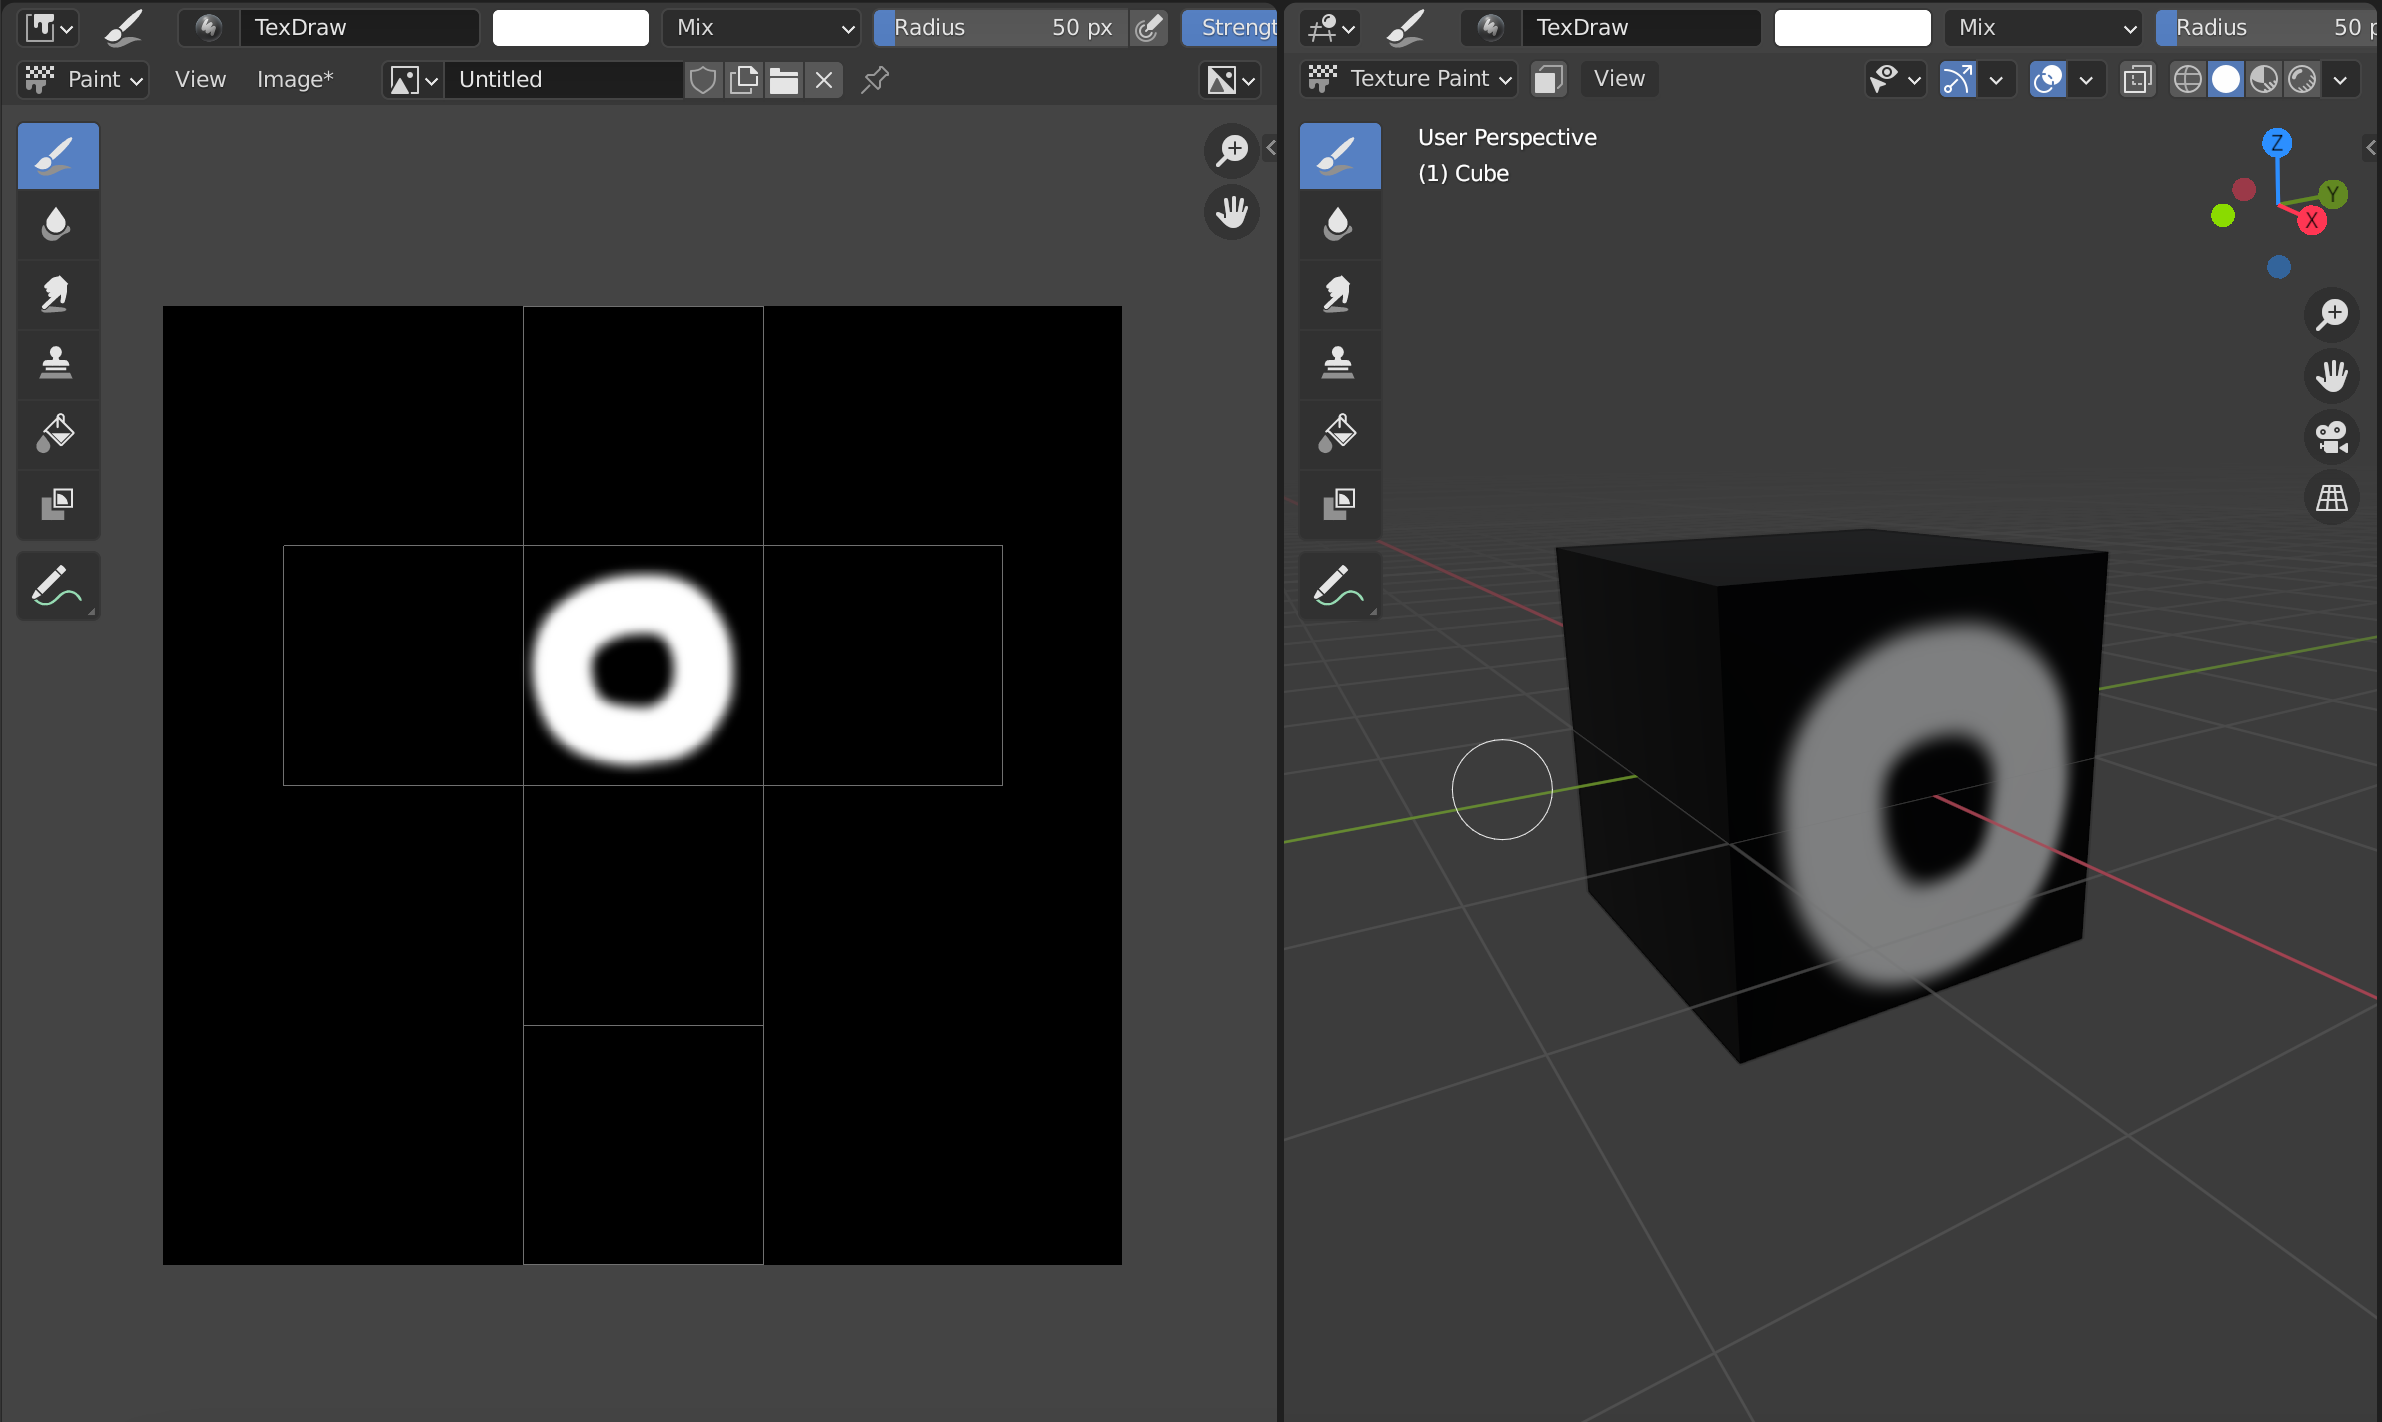 TexDraw Mix Radius 50 px Strengt
Paint View Image* Untitled
TexDraw Mix Radius 50 p
Texture Paint View
User Perspective
(1) Cube
Z
Y
X